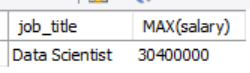 job_title MAX(salary)
Data Scientist 30400000